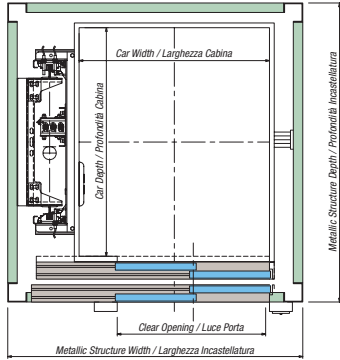 Car Width / Larghezza Cabina
Car Depth / Profondità Cabina
Metallic Structure Depth / Profondità Incastellatura
Clear Opening / Luce Porta
Metallic Structure Width / Larghezza Incastellatura